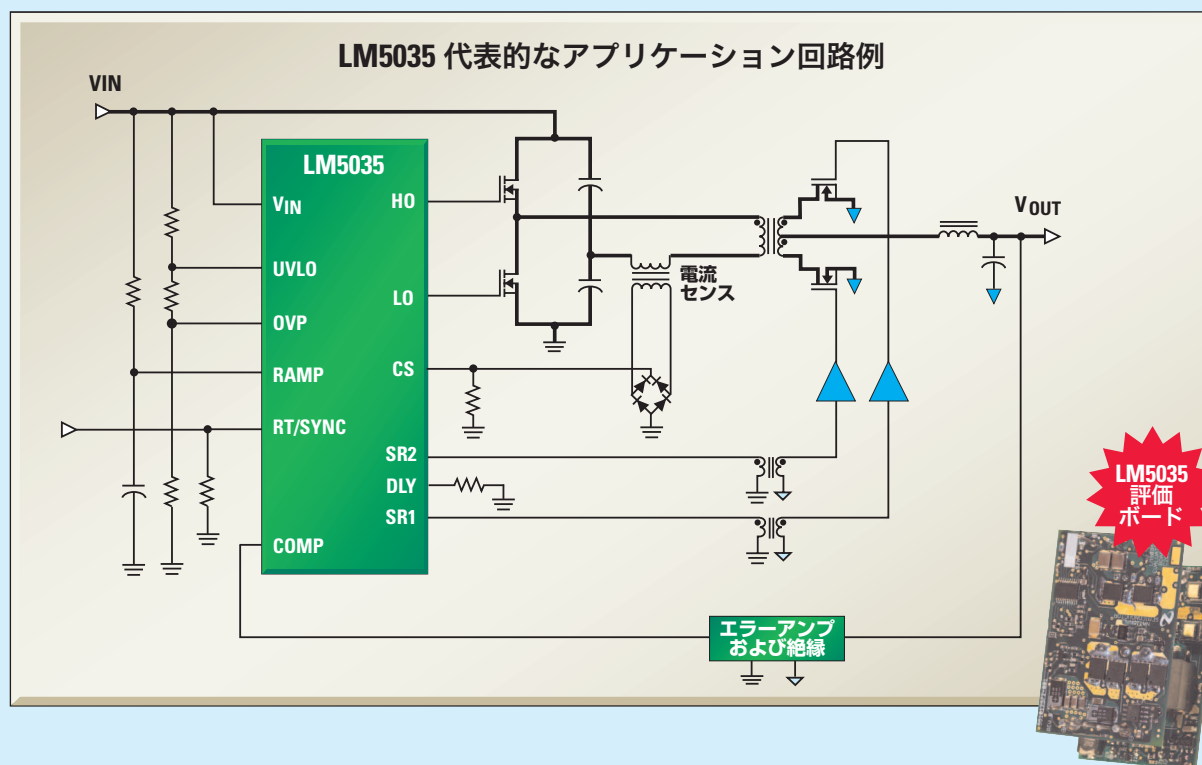 LM5035 代表的なアプリケーション回路例
VIN
LM5035
VIN
HO
UVLO
LO
OVP
RAMP
CS
RT/SYNC
SR2
DLY
SR1
COMP
電流
センス
VOUT
エラーアンプ
および絶縁
LM5035
評価
ボード